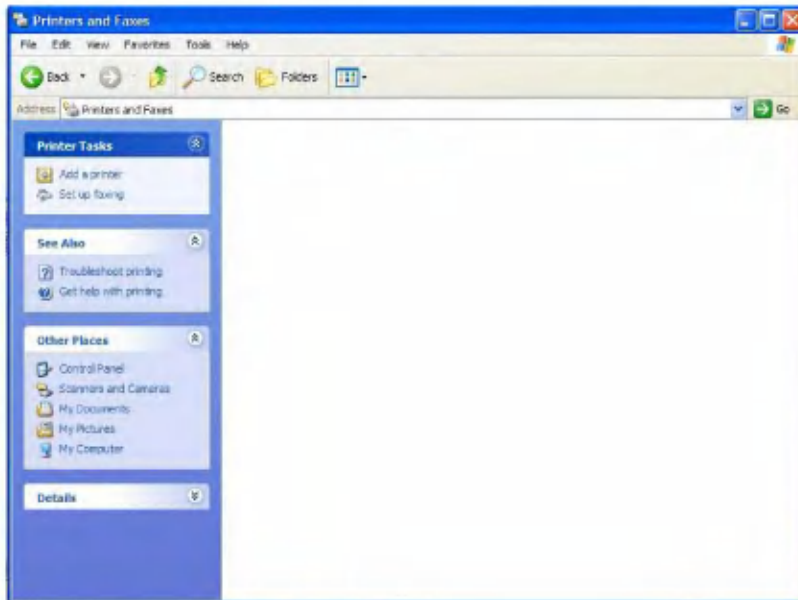 Printers and Faxes
File Edit View Favorites Tools Help
Back Search Folders
Address Printers and Faxes Go
Printer Tasks
Add a printer
Set up faxing
See Also
Troubleshoot printing
Get help with printing
Other Places
Control Panel
Scanners and Cameras
My Documents
My Pictures
My Computer
Details